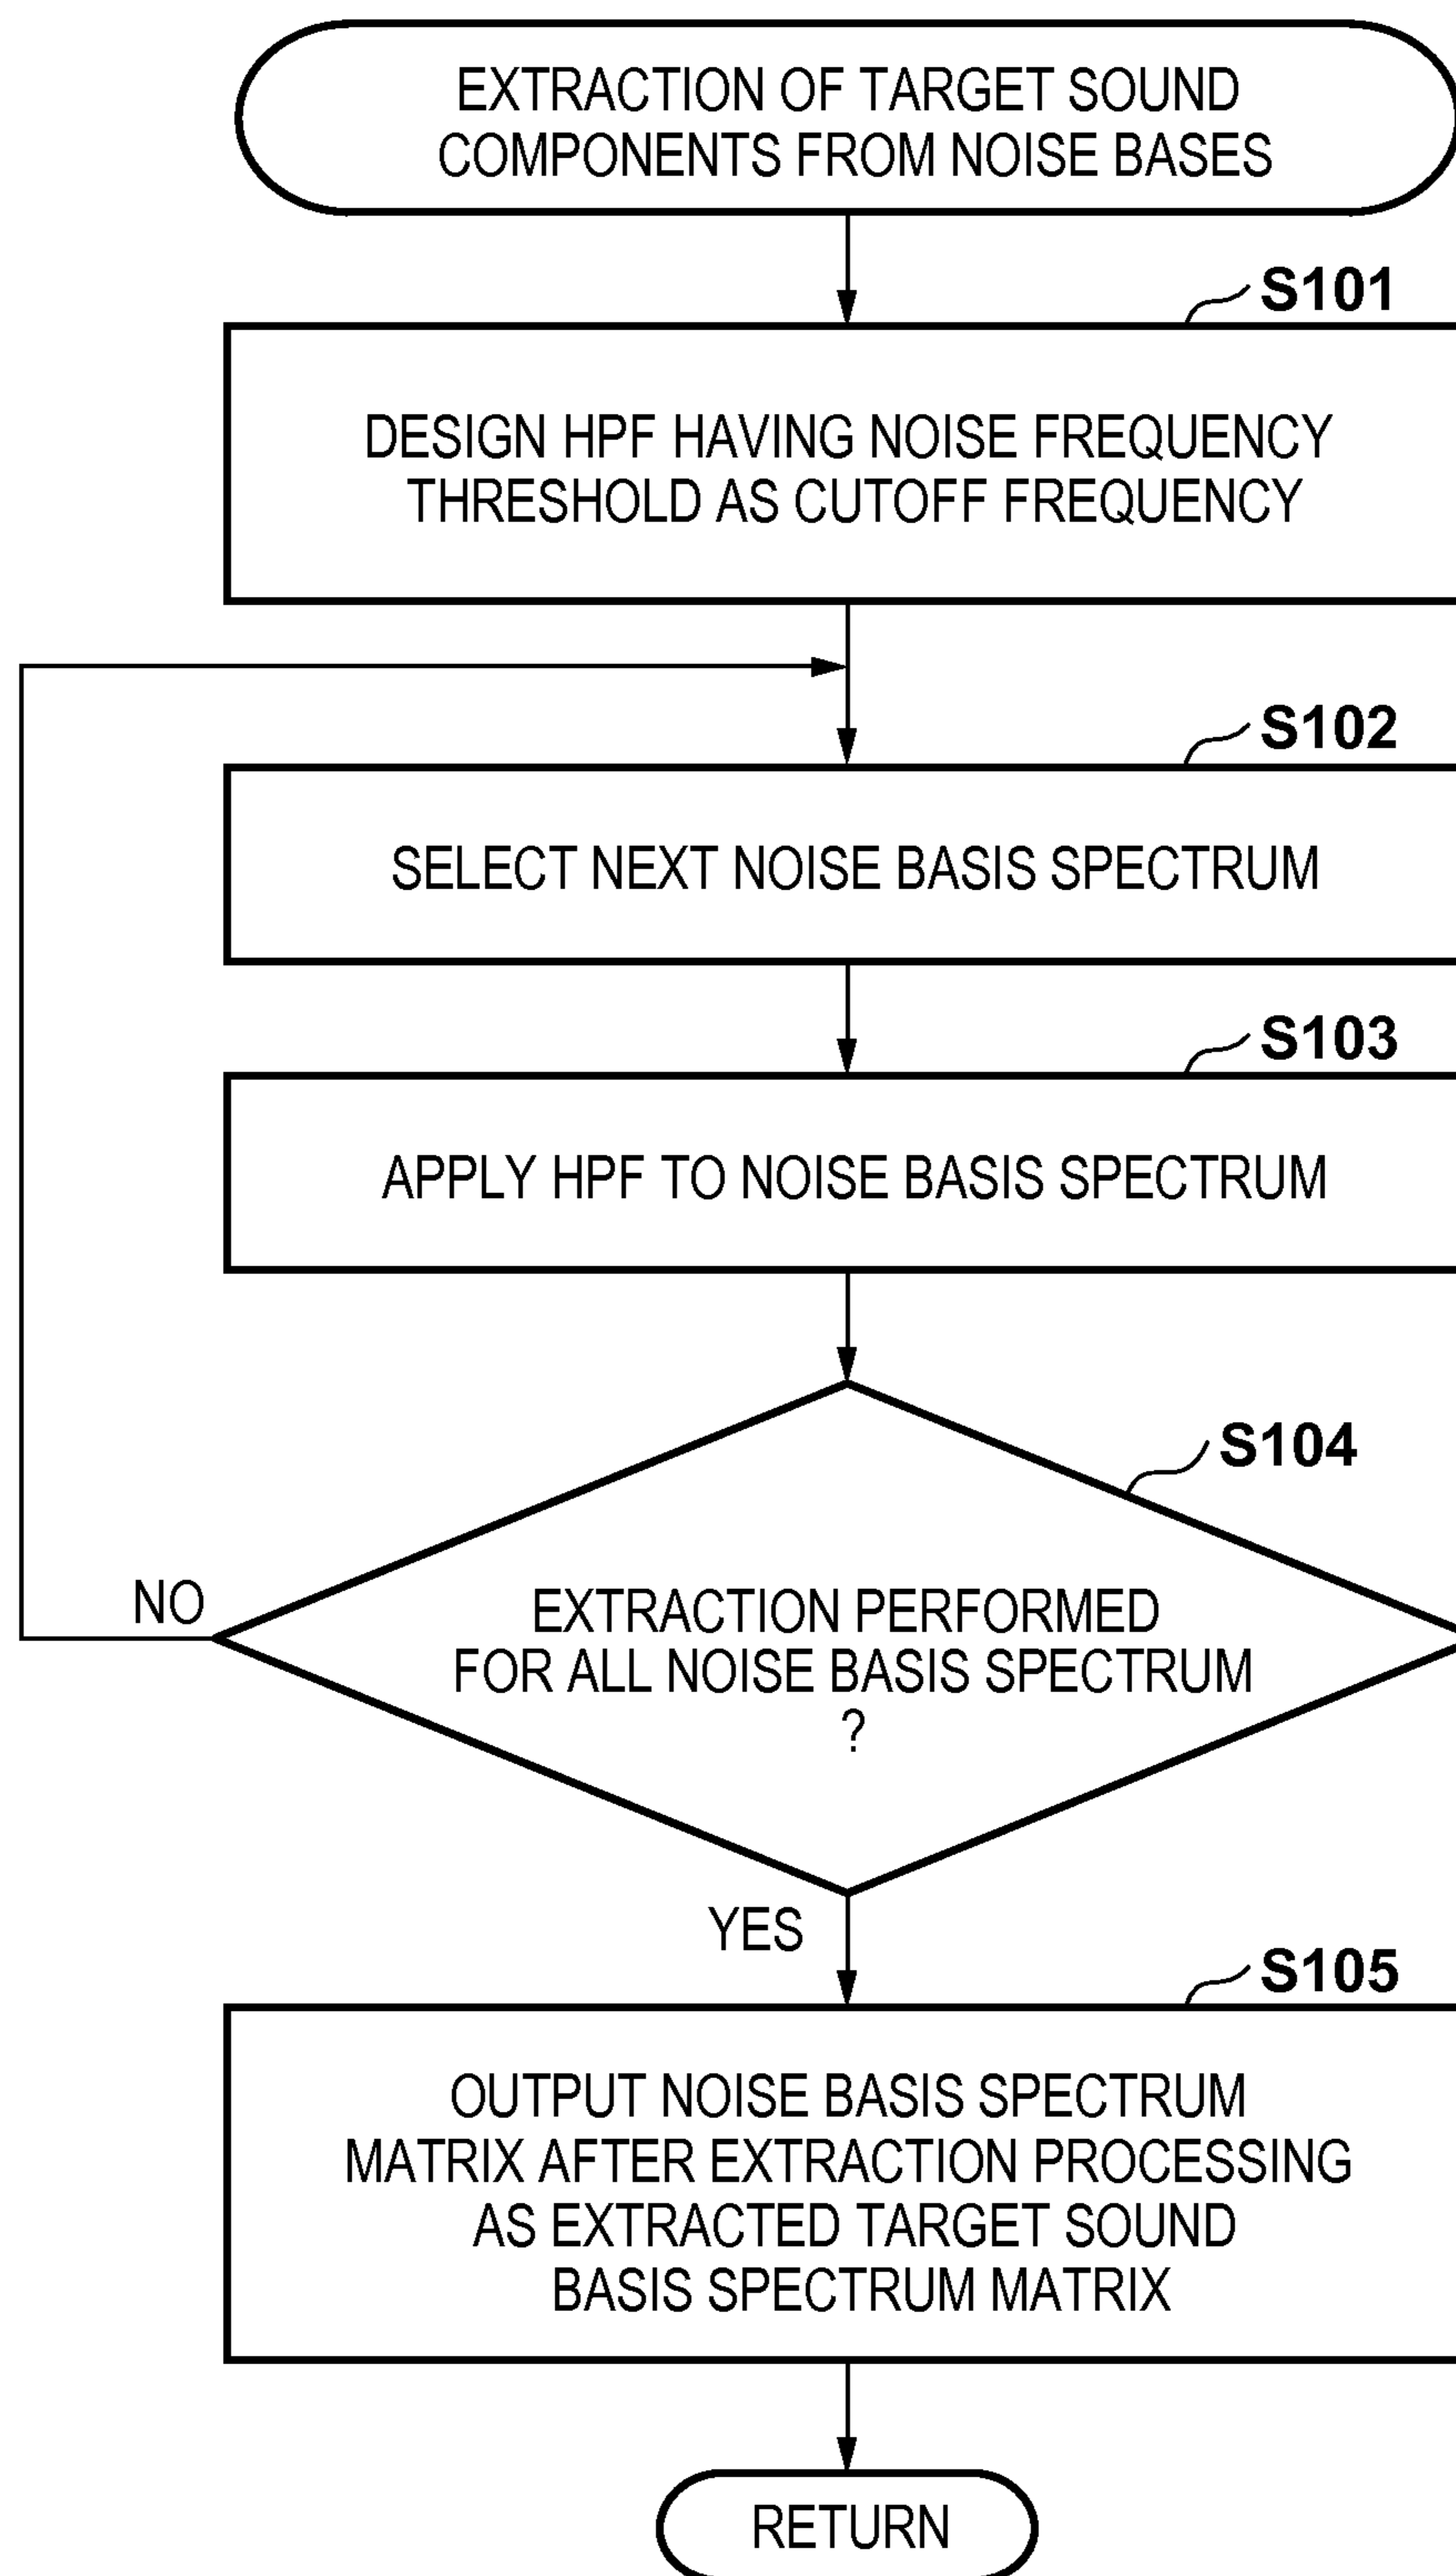 EXTRACTION OF TARGET SOUND
COMPONENTS FROM NOISE BASES
S101
DESIGN HPF HAVING NOISE FREQUENCY
THRESHOLD AS CUTOFF FREQUENCY
S102
SELECT NEXT NOISE BASIS SPECTRUM
S103
APPLY HPF TO NOISE BASIS SPECTRUM
S104
NO
EXTRACTION PERFORMED
FOR ALL NOISE BASIS SPECTRUM
?
YES
S105
OUTPUT NOISE BASIS SPECTRUM
MATRIX AFTER EXTRACTION PROCESSING
AS EXTRACTED TARGET SOUND
BASIS SPECTRUM MATRIX
RETURN